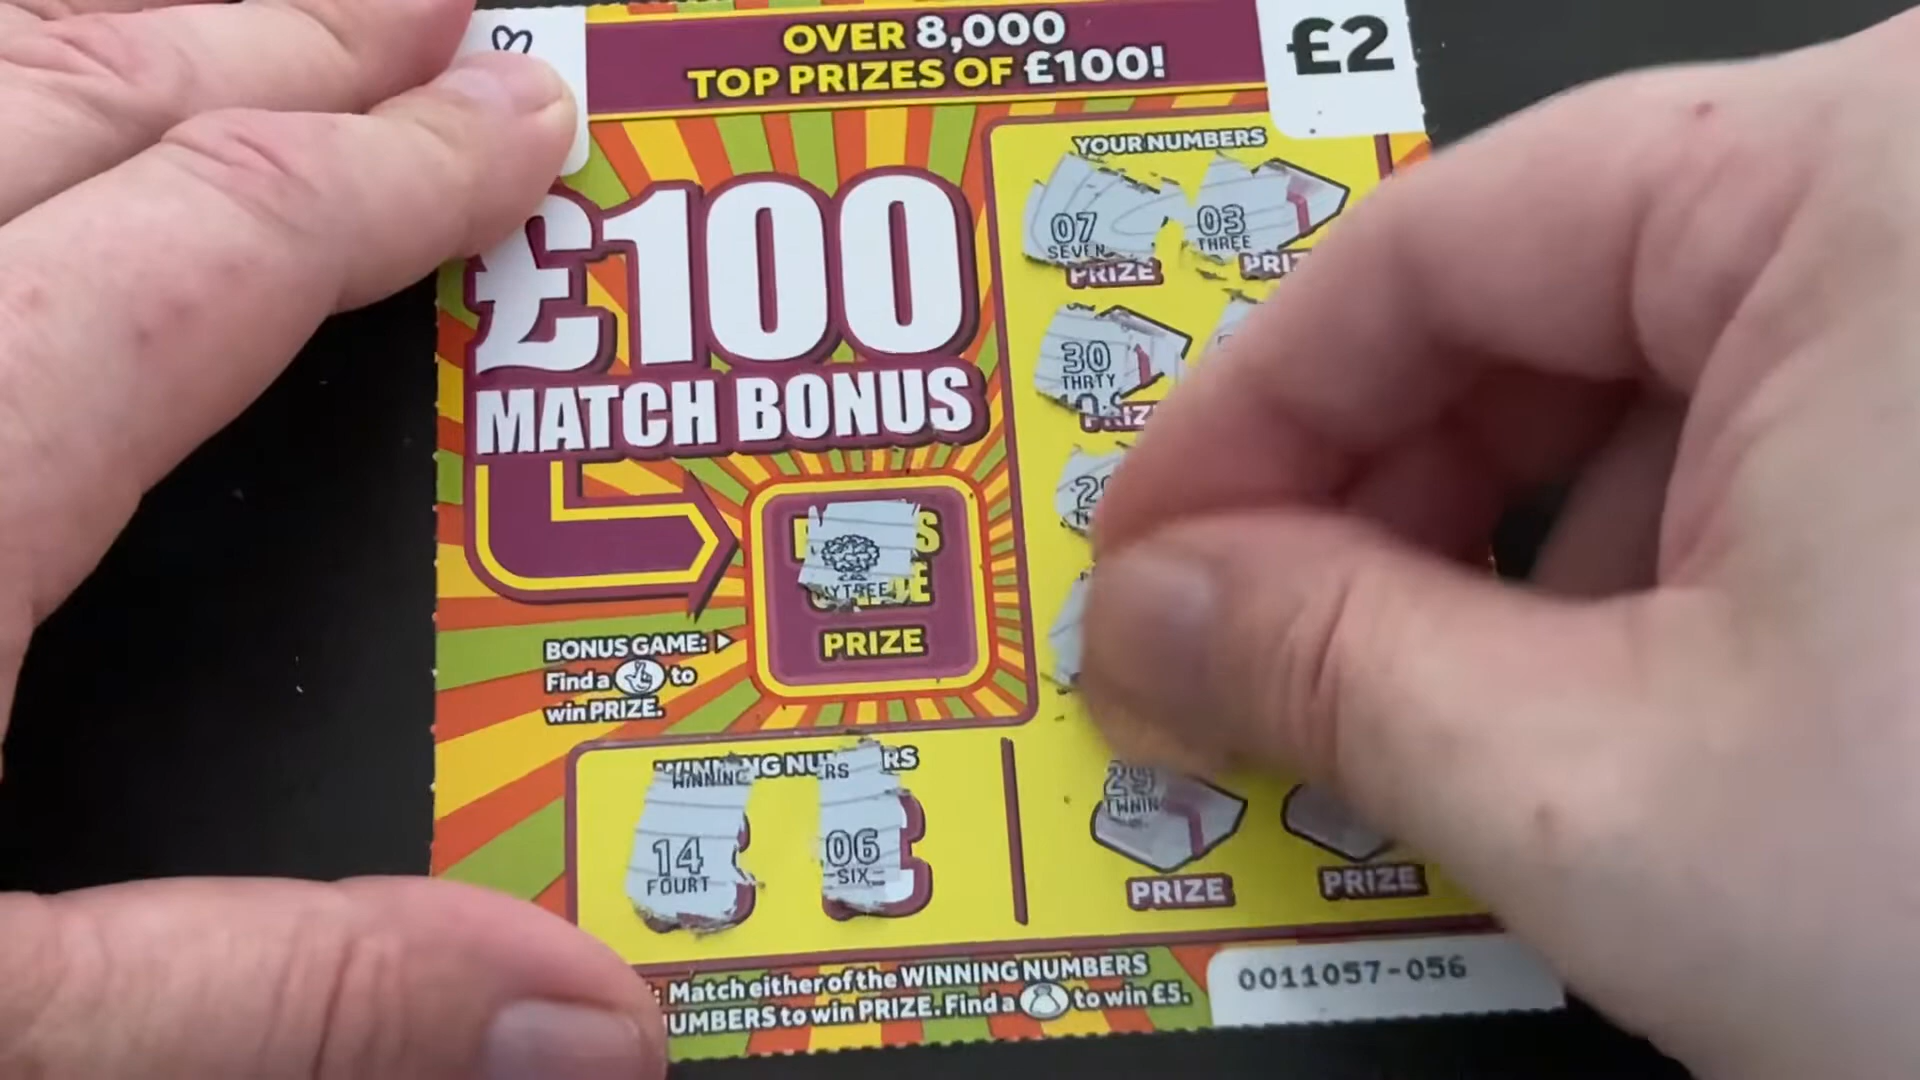 OVER 8,000
TOP PRIZES OF £100!
£2
YOUR NUMBERS
07
SEVEN
PRIZE
03
THREE
30
THRTY
£100
MATCH BONUS
PRIZE
BONUS GAME:
Find a to
win PRIZE.
14
FOURT
06
SIX
29
TWNIN
PRIZE
PRIZE
Match either of the WINNING NUMBERS
to win PRIZE. Find a to win £5.
0011057-056